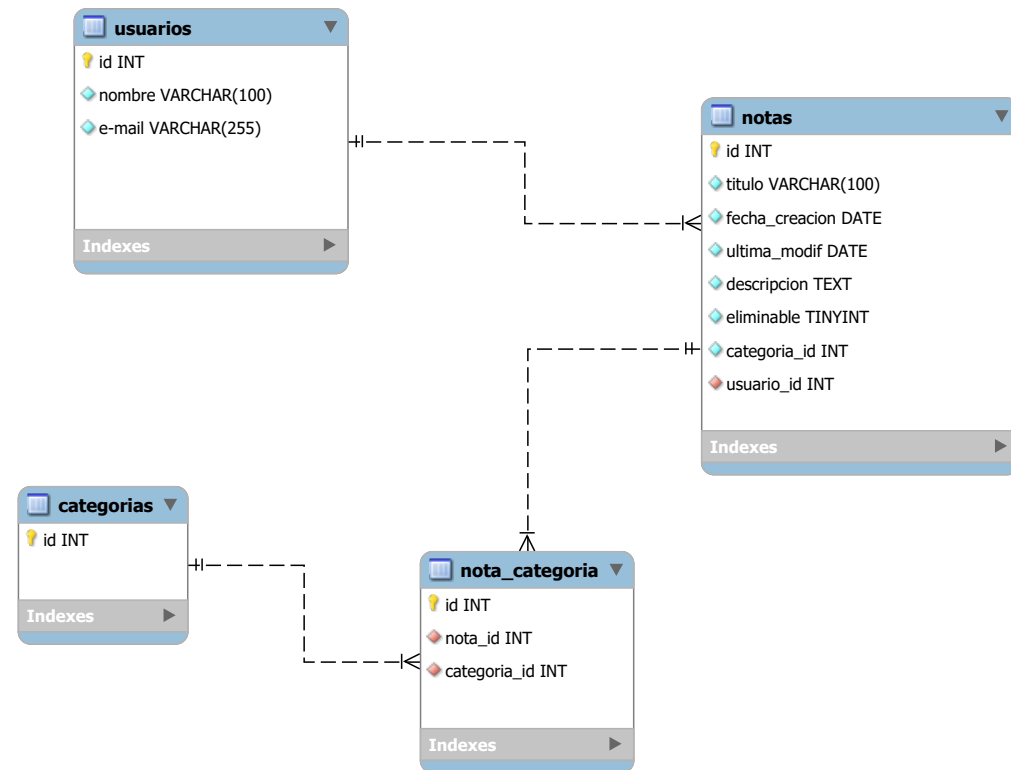 usuarios
id INT
nombre VARCHAR(100)
e-mail VARCHAR(255)
Indexes
notas
id INT
titulo VARCHAR(100)
fecha_creacion DATE
ultima_modif DATE
descripcion TEXT
eliminable TINYINT
categoria_id INT
usuario_id INT
Indexes
categorias
id INT
Indexes
nota_categoria
id INT
nota_id INT
categoria_id INT
Indexes